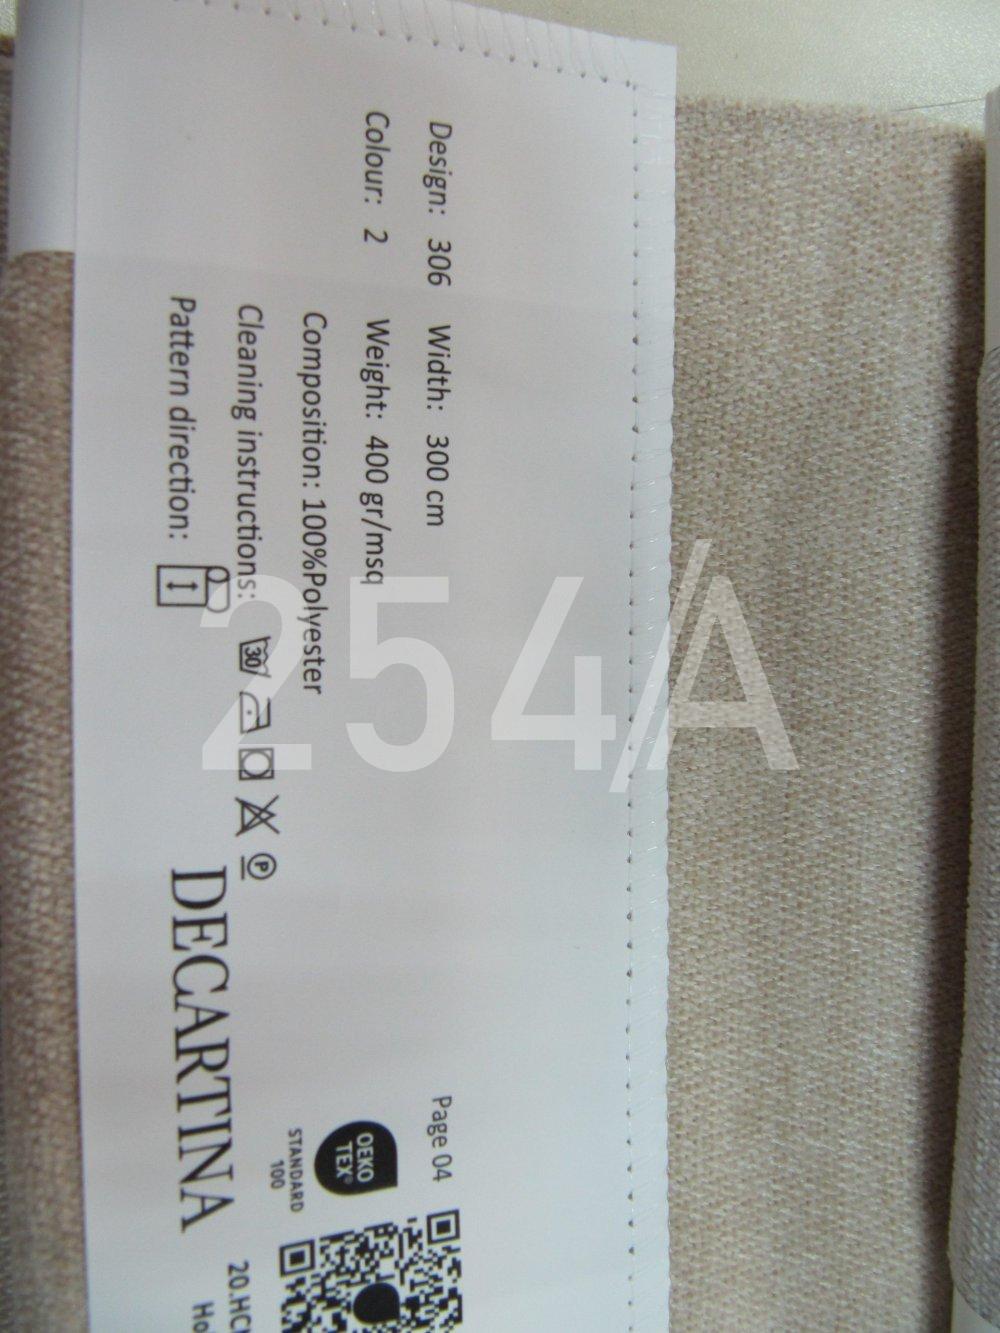 Design: 306 Width: 300 cm
Colour: 2 Weight: 400 gr/msq
Composition: 100%Polyester
Cleaning instructions:
30
P
Pattern direction:
DECARTINA
Page 04
OEKO
TEX®
STANDARD
100
254/A